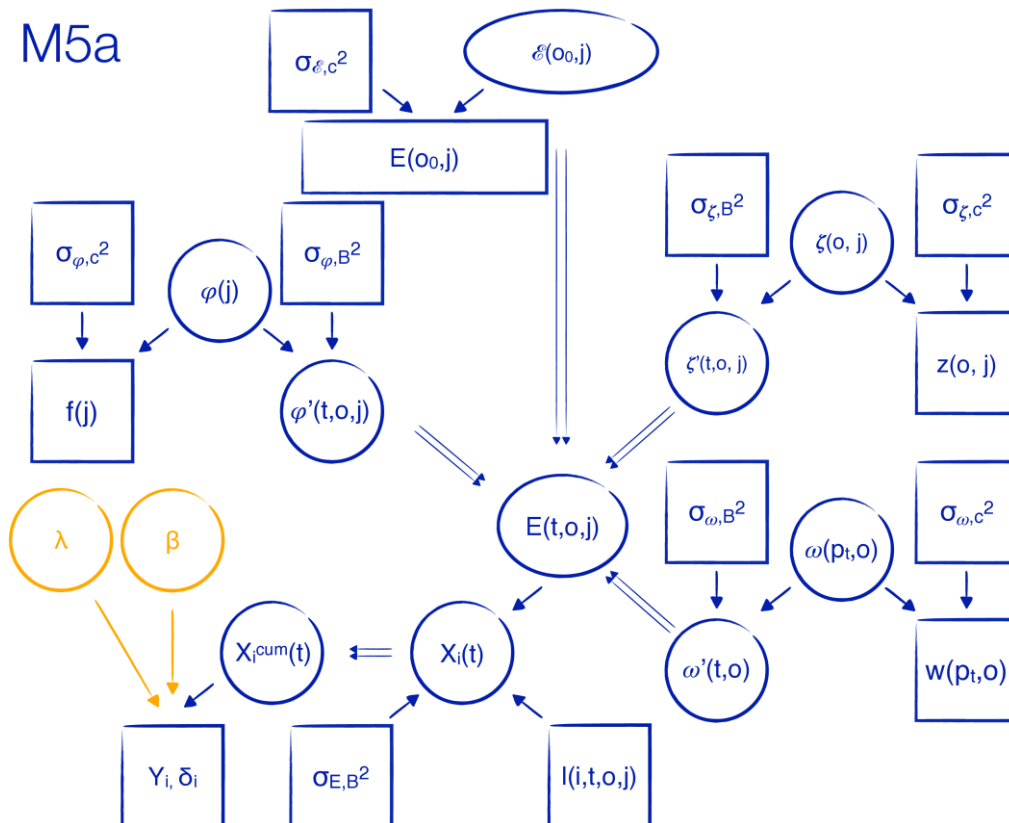 M5a
σ𝓔,c²
𝓔(o₀,j)
E(o₀,j)
σφ,c²
φ(j)
σφ,B²
σζ,B²
ζ(o, j)
σζ,c²
f(j)
φ’(t,o,j)
ζ’(t,o, j)
z(o, j)
λ
β
E(t,o,j)
σω,B²
ω(pₜ,o)
σω,c²
Xᵢᶜᵘᵐ(t)
Xᵢ(t)
ω’(t,o)
w(pₜ,o)
Yᵢ, δᵢ
σE,B²
I(i,t,o,j)